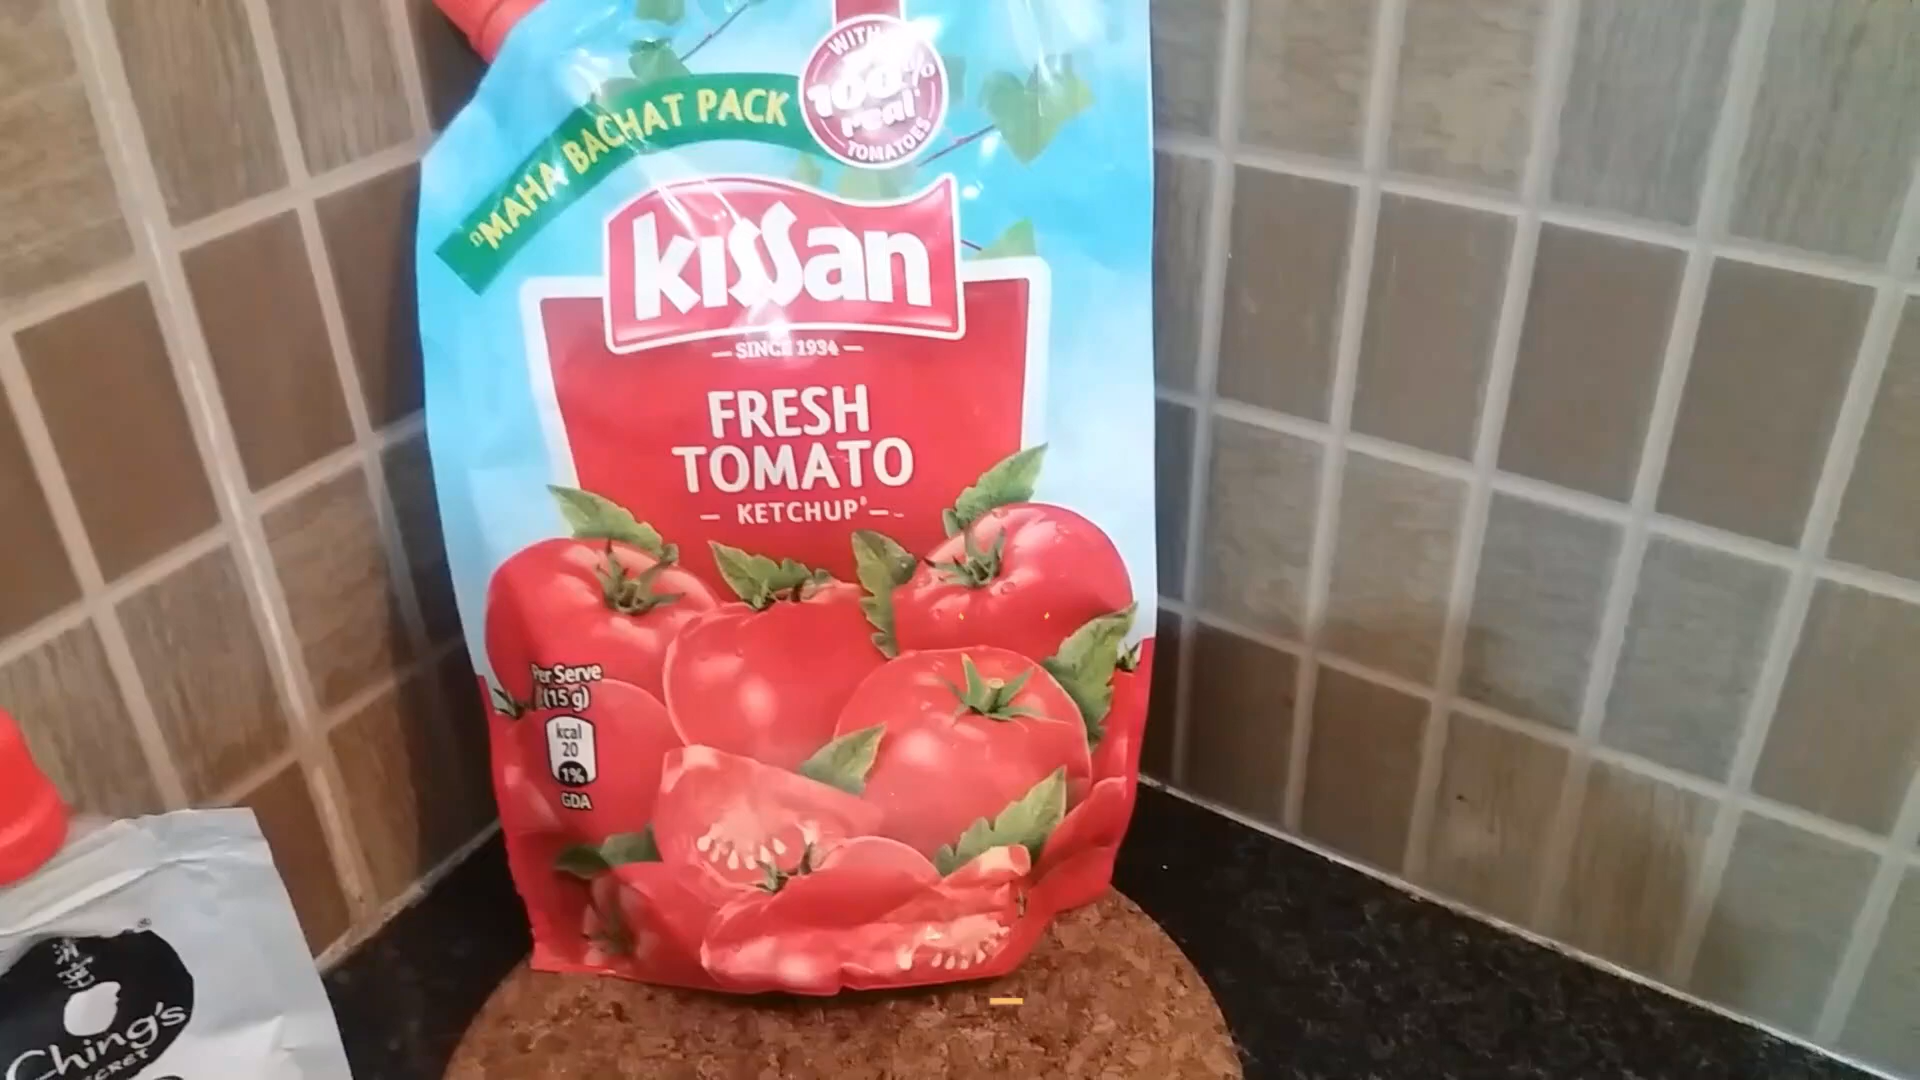 WITH
100%
real*
TOMATOES
"MAHA BACHAT PACK
kissan
— SINCE 1934 —
FRESH
TOMATO
— KETCHUP —
Per Serve
(15 g)
kcal
20
1%
GDA
Ching's